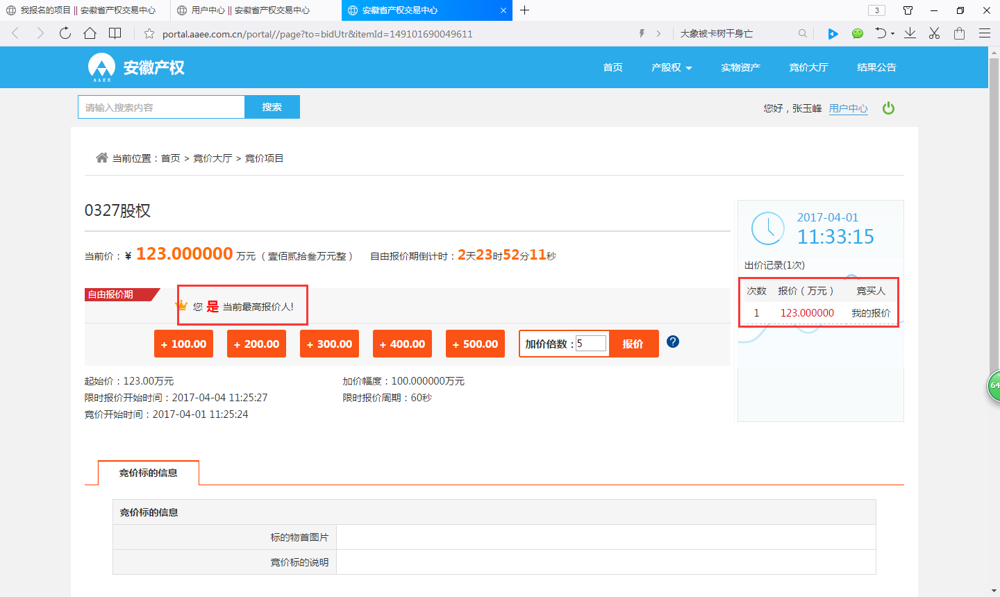 我报名的项目 || 安徽省产权交易中心
用户中心 || 安徽省产权交易中心
安徽省产权交易中心
3
portal.aaee.com.cn/portal//page?to=bidUtr&itemId=149101690049611
大象被卡树干身亡
AAEE
安徽产权
首页
产股权
实物资产
竞价大厅
结果公告
请输入搜索内容
搜索
您好，张玉峰 用户中心
当前位置：首页 > 竞价大厅 > 竞价项目
0327股权
当前价：¥ 123.000000 万元 （壹佰贰拾叁万元整） 自由报价期倒计时：2天23时52分11秒
自由报价期
您 是 当前最高报价人!
+ 100.00
+ 200.00
+ 300.00
+ 400.00
+ 500.00
加价倍数：5
报价
?
起始价：123.00万元
加价幅度：100.000000万元
限时报价开始时间：2017-04-04 11:25:27
限时报价周期：60秒
竞价开始时间：2017-04-01 11:25:24
2017-04-01
11:33:15
出价记录(1次)
次数 报价（万元） 竞买人
1 123.000000 我的报价
64
竞价标的信息
竞价标的信息
标的物首图片
竞价标的说明